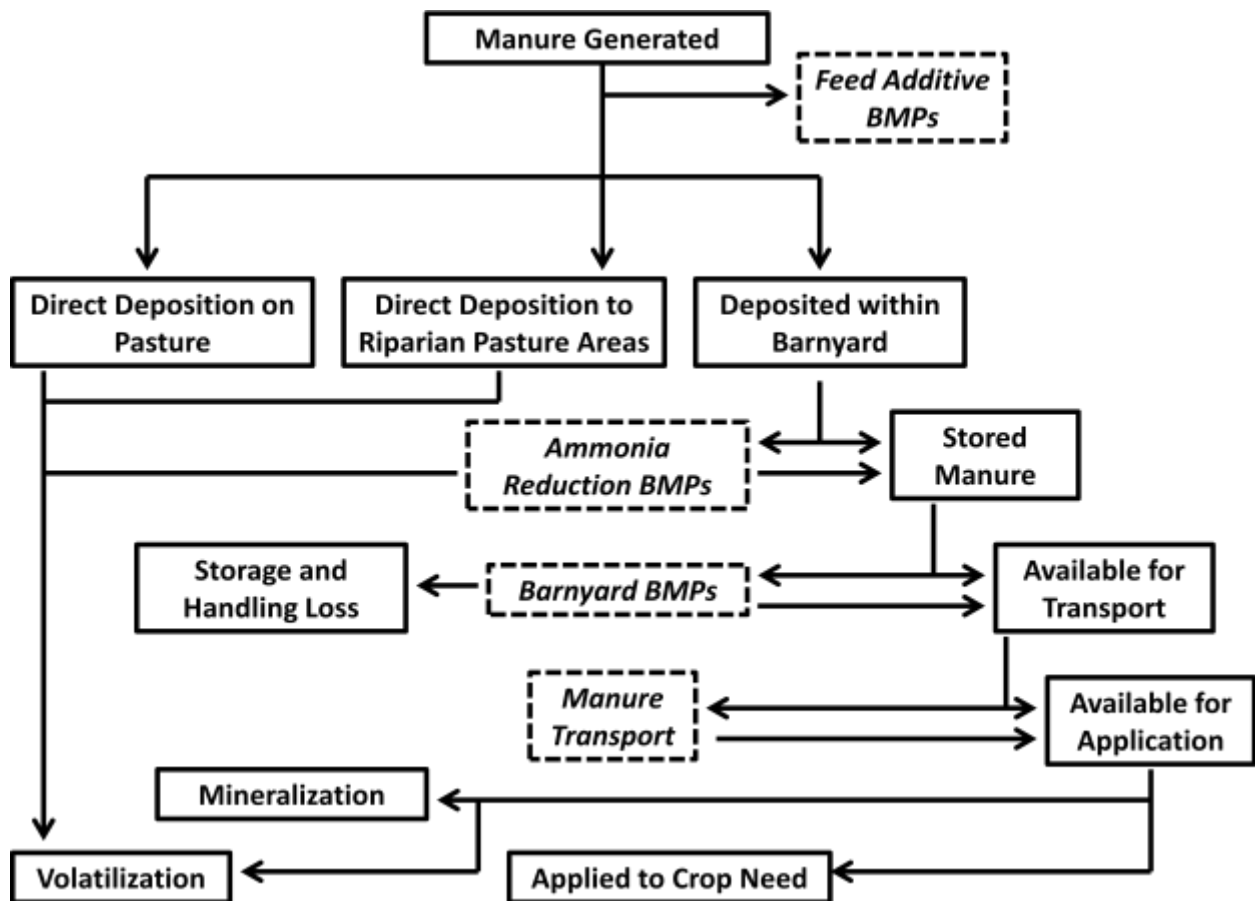 Manure Generated
Feed Additive
BMPs
Direct Deposition on
Pasture
Direct Deposition to
Riparian Pasture Areas
Deposited within
Barnyard
Ammonia
Reduction BMPs
Stored
Manure
Storage and
Handling Loss
Barnyard BMPs
Available for
Transport
Manure
Transport
Available for
Application
Mineralization
Volatilization
Applied to Crop Need